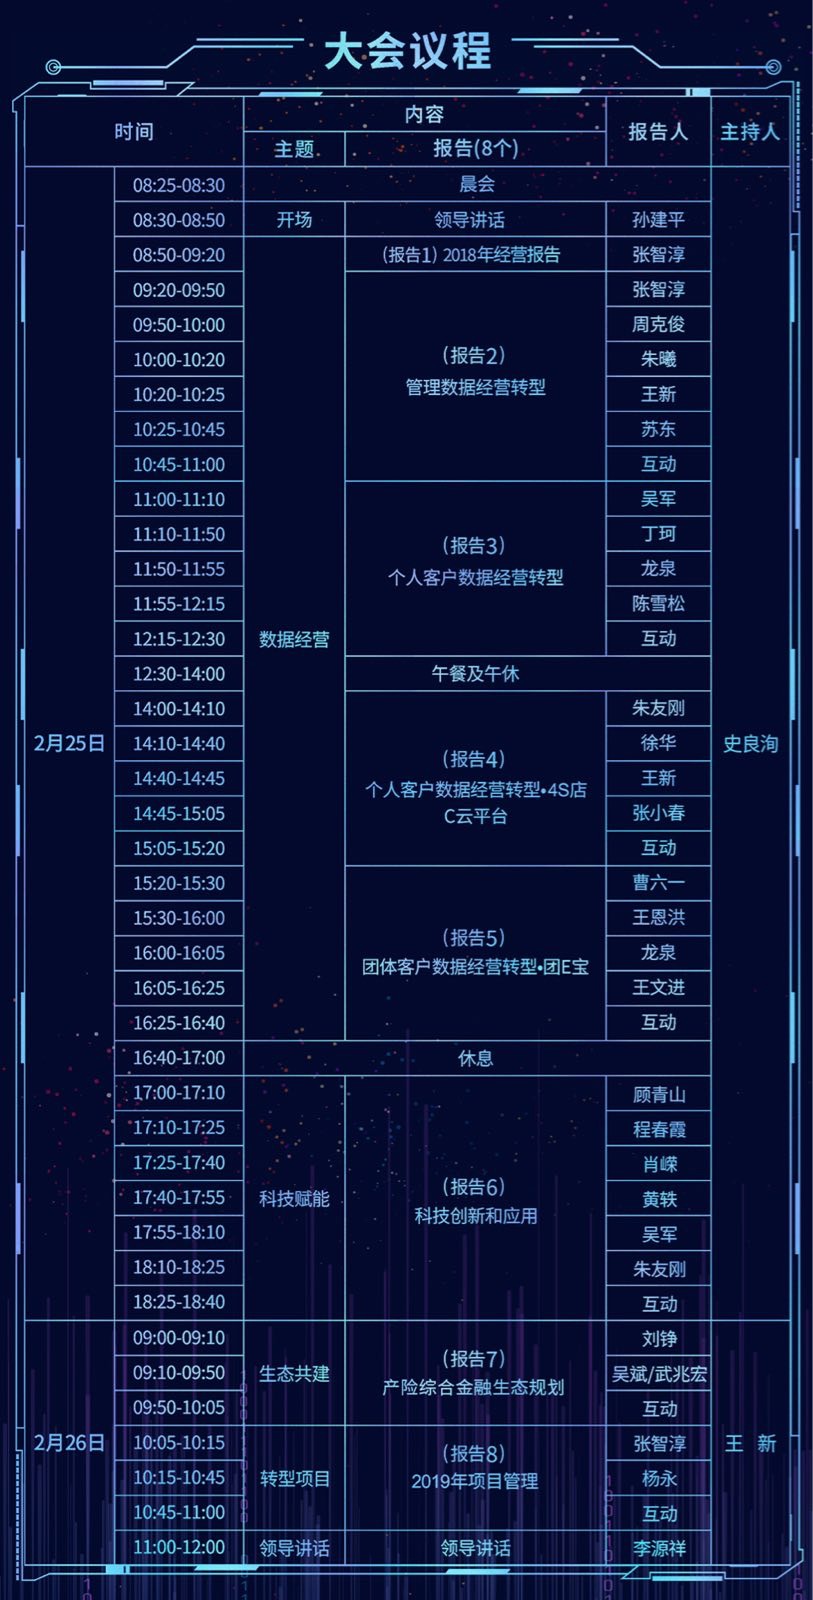 大会议程
时间 内容 报告人 主持人
主题 报告(8个)
08:25-08:30 晨会
08:30-08:50 开场 领导讲话 孙建平
08:50-09:20 (报告1) 2018年经营报告 张智淳
09:20-09:50 张智淳
09:50-10:00 周克俊
(报告2)
10:00-10:20 朱曦
管理数据经营转型
10:20-10:25 王新
10:25-10:45 苏东
10:45-11:00 互动
11:00-11:10 吴军
11:10-11:50 丁珂
(报告3)
11:50-11:55 龙泉
个人客户数据经营转型
11:55-12:15 陈雪松
12:15-12:30 数据经营 互动
12:30-14:00 午餐及午休
14:00-14:10 朱友刚
2月25日 14:10-14:40 徐华 史良洵
(报告4)
14:40-14:45 王新
个人客户数据经营转型•4S店
14:45-15:05 C云平台 张小春
15:05-15:20 互动
15:20-15:30 曹六一
15:30-16:00 王恩洪
(报告5)
16:00-16:05 龙泉
团体客户数据经营转型•团E宝
16:05-16:25 王文进
16:25-16:40 互动
16:40-17:00 休息
17:00-17:10 顾青山
17:10-17:25 程春霞
17:25-17:40 肖嵘
(报告6)
17:40-17:55 科技赋能 黄轶
科技创新和应用
17:55-18:10 吴军
18:10-18:25 朱友刚
18:25-18:40 互动
09:00-09:10 刘铮
(报告7)
09:10-09:50 生态共建 吴斌/武兆宏
产险综合金融生态规划
09:50-10:05 互动
2月26日 10:05-10:15 张智淳 王 新
(报告8)
10:15-10:45 转型项目 2019年项目管理 杨永
10:45-11:00 互动
11:00-12:00 领导讲话 领导讲话 李源祥